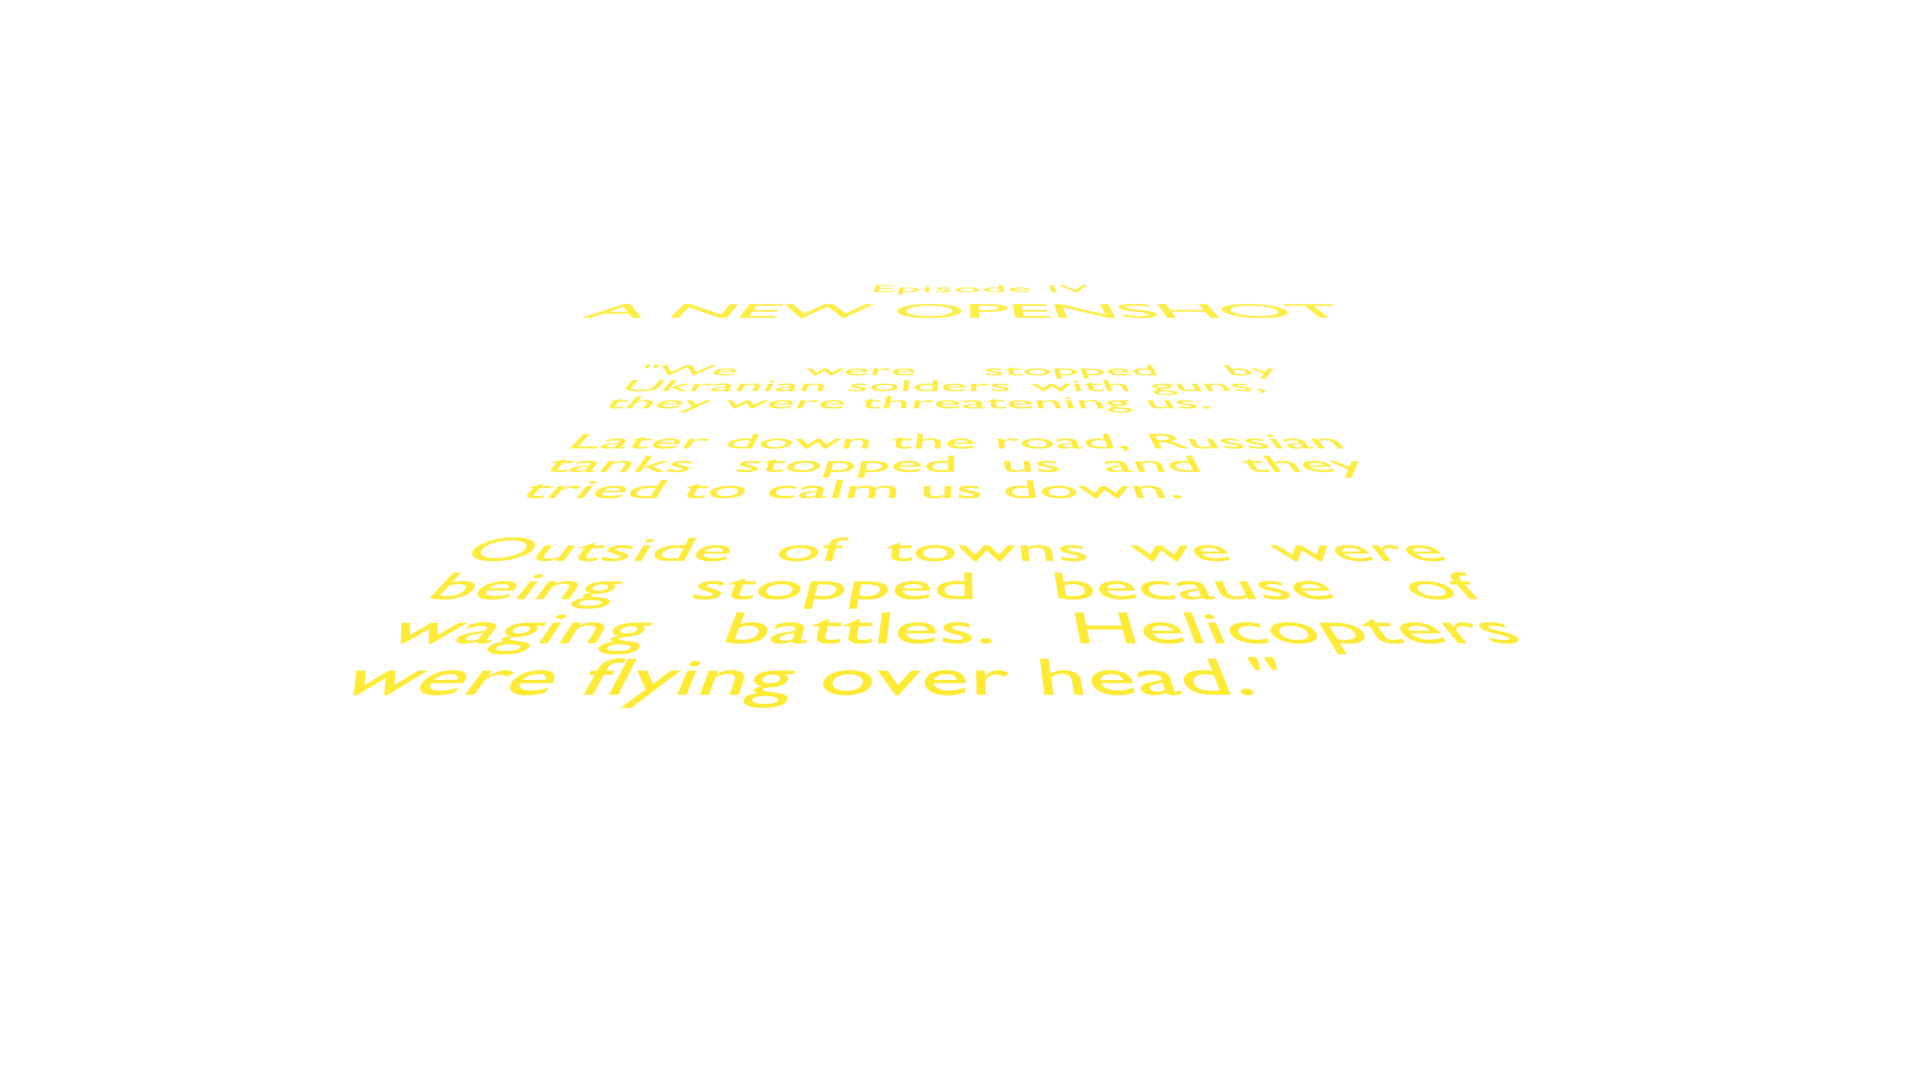 Episode IV
A NEW OPENSHOT
"We were stopped by
Ukranian solders with guns,
they were threatening us.
Later down the road, Russian
tanks stopped us and they
tried to calm us down.
Outside of towns we were
being stopped because of
waging battles. Helicopters
were flying over head."